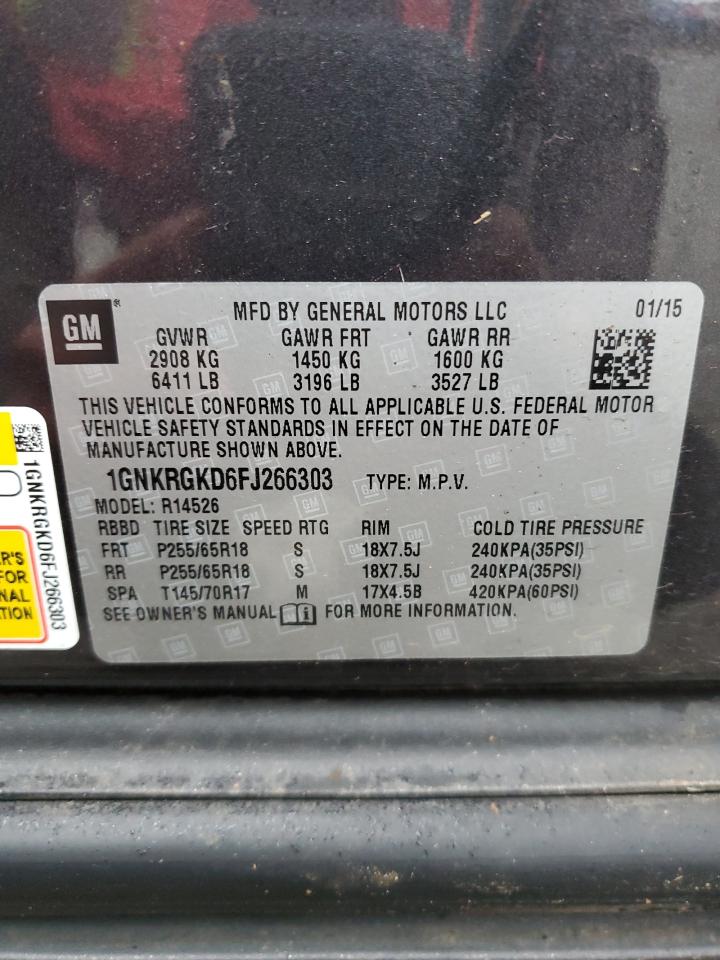 GM
MFD BY GENERAL MOTORS LLC 01/15
GVWR GAWR FRT GAWR RR
2908 KG 1450 KG 1600 KG
6411 LB 3196 LB 3527 LB
THIS VEHICLE CONFORMS TO ALL APPLICABLE U.S. FEDERAL MOTOR
VEHICLE SAFETY STANDARDS IN EFFECT ON THE DATE OF
MANUFACTURE SHOWN ABOVE.
1GNKRGKD6FJ266303 TYPE: M.P.V.
MODEL: R14526
RBBD TIRE SIZE SPEED RTG RIM COLD TIRE PRESSURE
FRT P255/65R18 S 18X7.5J 240KPA(35PSI)
RR P255/65R18 S 18X7.5J 240KPA(35PSI)
SPA T145/70R17 M 17X4.5B 420KPA(60PSI)
SEE OWNER'S MANUAL FOR MORE INFORMATION.
1GNKRGKD6FJ266303
ER'S
FOR
NAL
TION